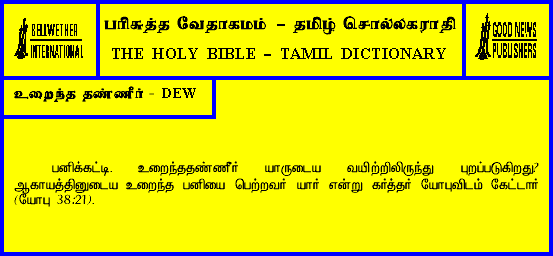 BELLWETHER
INTERNATIONAL
பரிசுத்த வேதாகமம் – தமிழ் சொல்லகராதி
THE HOLY BIBLE – TAMIL DICTIONARY
GOOD NEWS
PUBLISHERS
உறைந்த தண்ணீர் - DEW
பனிக்கட்டி. உறைந்ததண்ணீர் யாருடைய வயிற்றிலிருந்து புறப்படுகிறது?
ஆகாயத்தினுடைய உறைந்த பனியை பெற்றவர் யார் என்று கர்த்தர் யோபுவிடம் கேட்டார்
(யோபு 38:21).